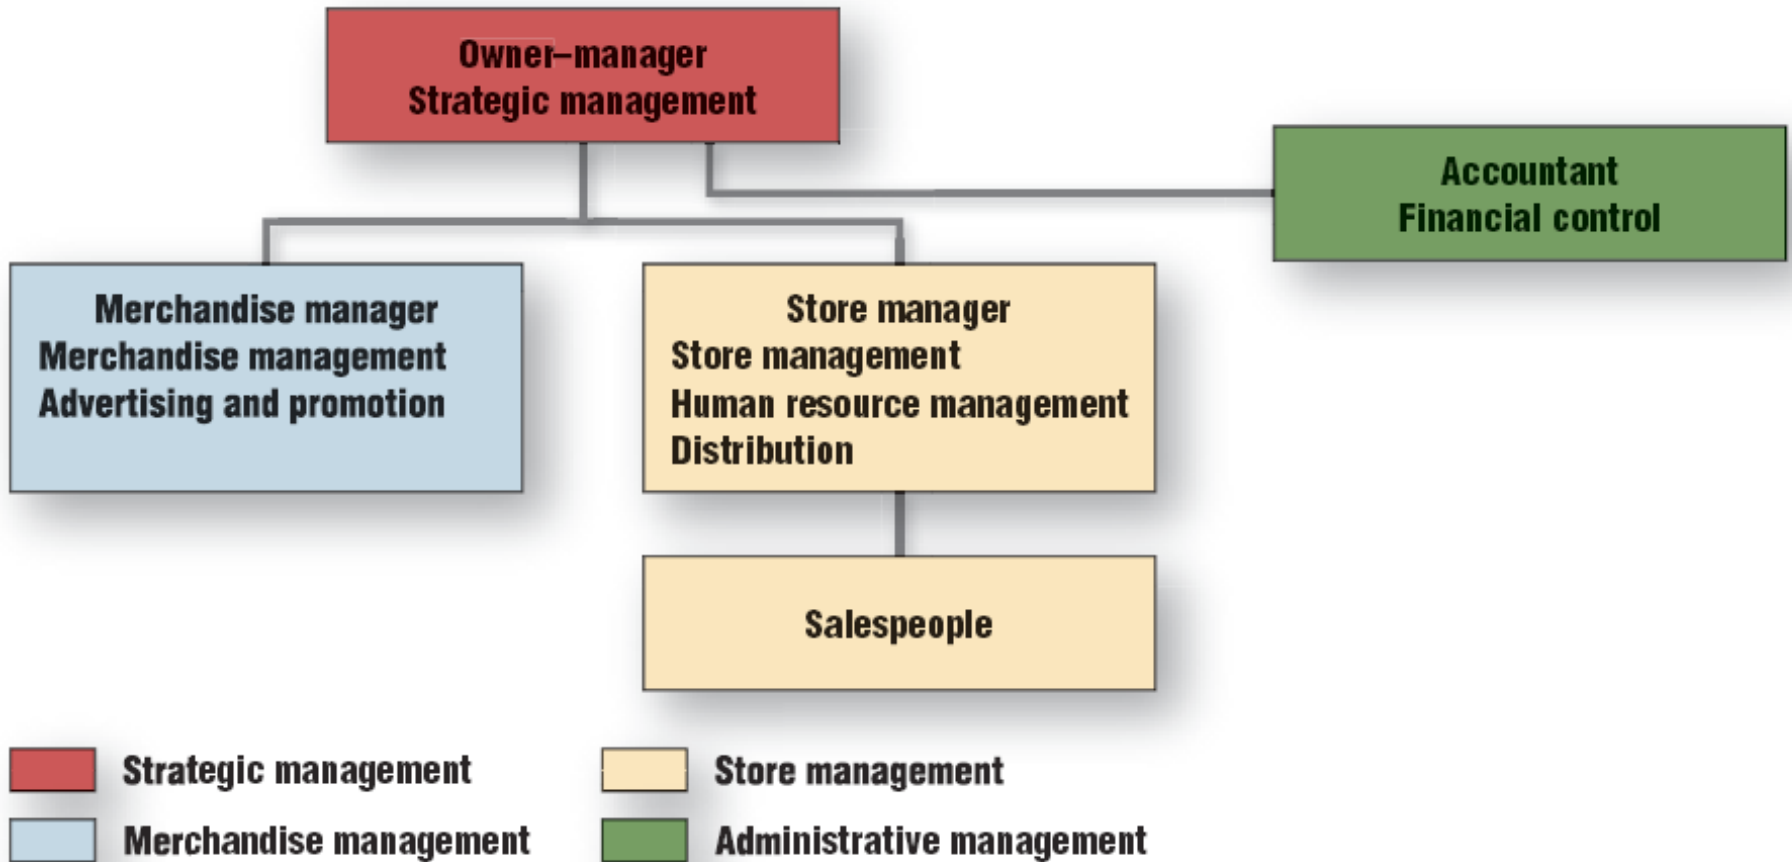 Owner–manager
Strategic management
Accountant
Financial control
Merchandise manager
Merchandise management
Advertising and promotion
Store manager
Store management
Human resource management
Distribution
Salespeople
Strategic management
Store management
Merchandise management
Administrative management